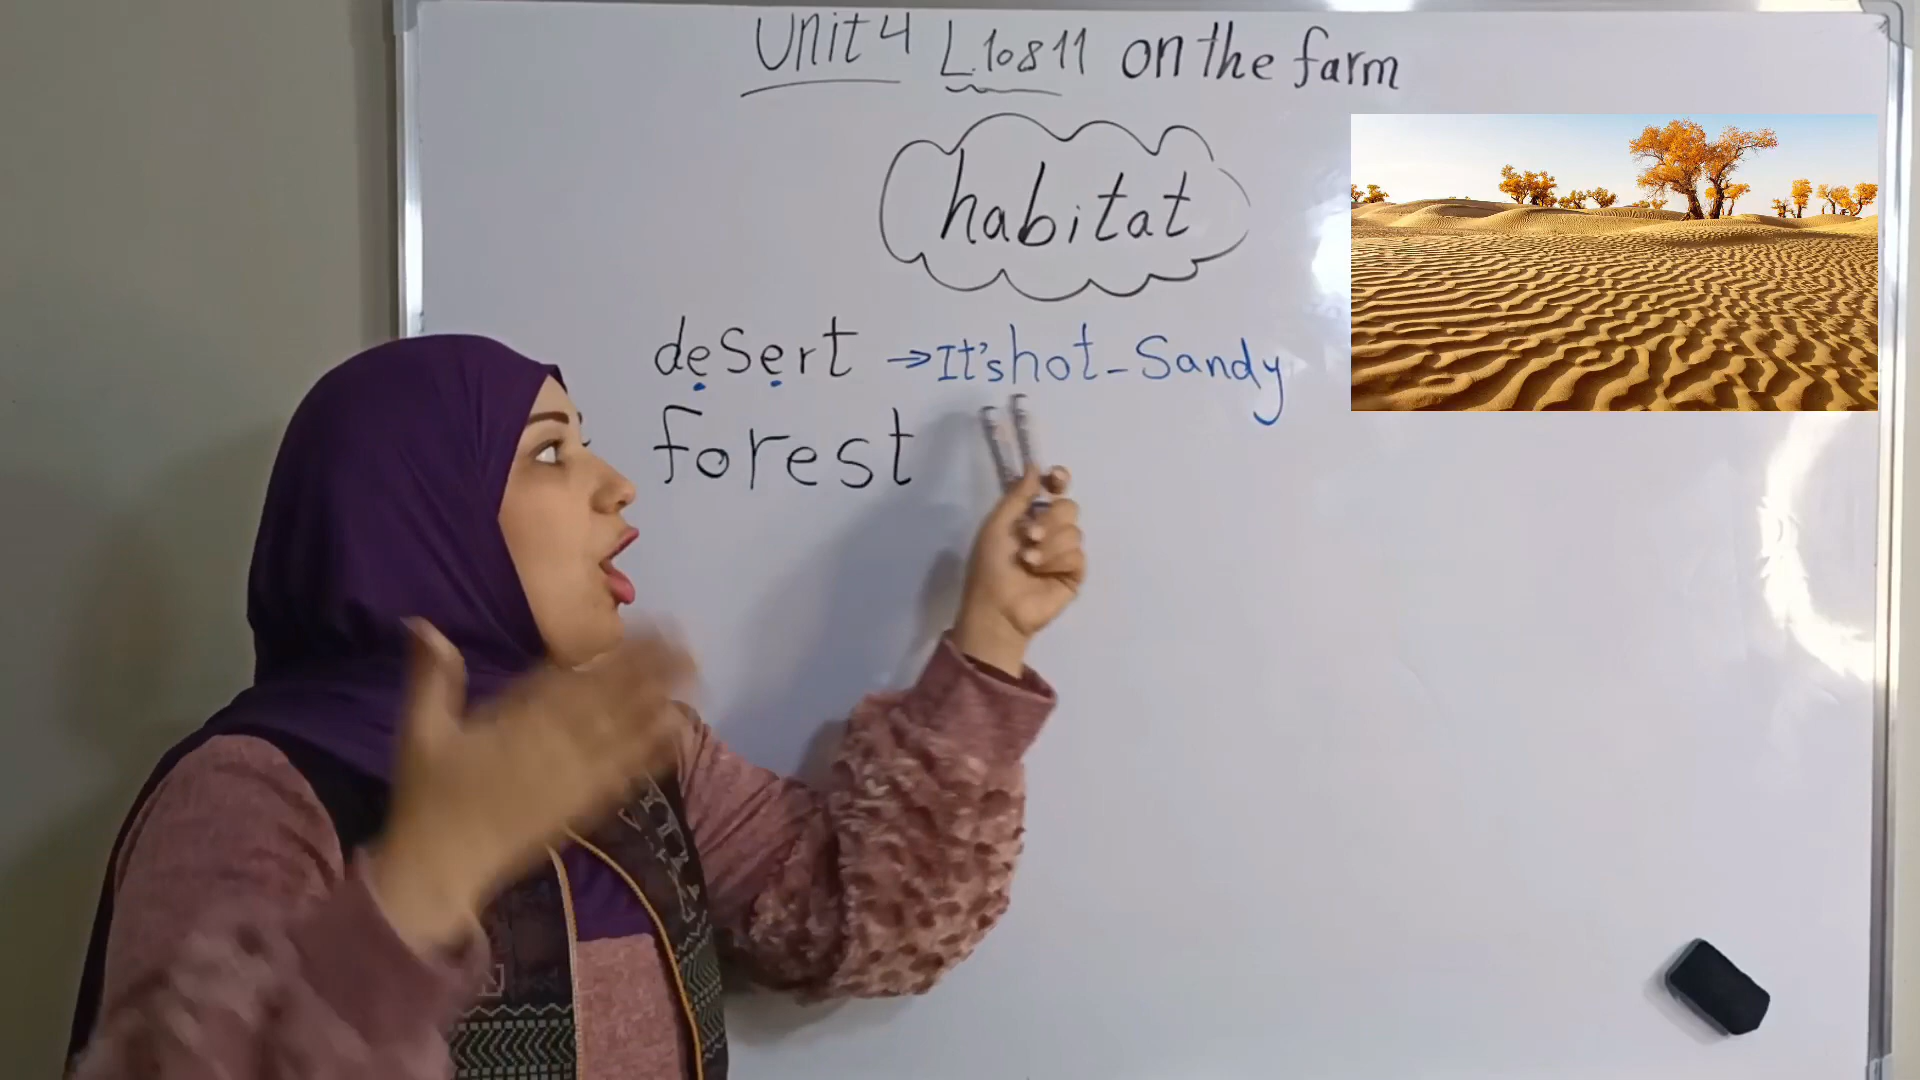 Unit 4 L.10&11 on the farm
habitat
desert → It's hot - Sandy
forest